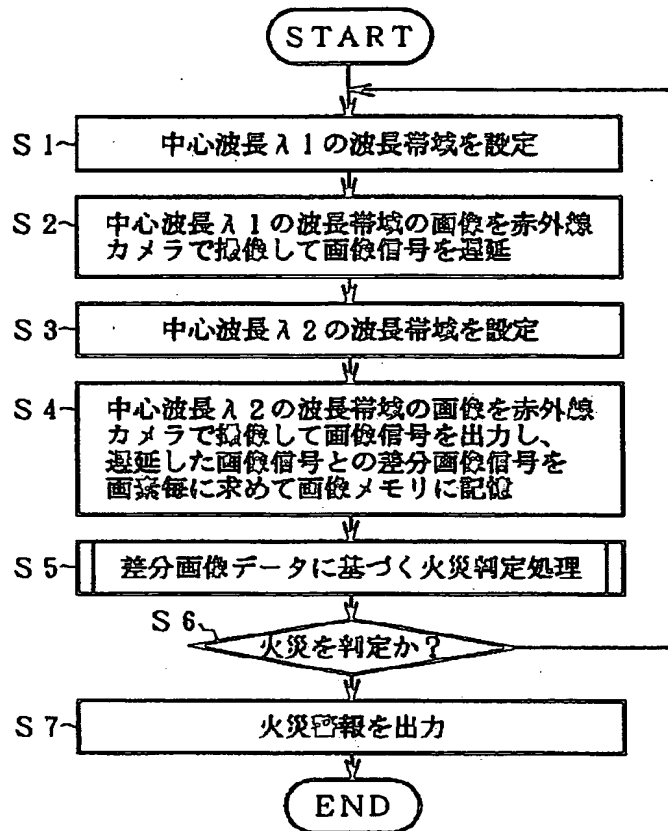 START
S1
中心波長λ1の波長帯域を設定
S2
中心波長λ1の波長帯域の画像を赤外線
カメラで撮像して画像信号を遅延
S3
中心波長λ2の波長帯域を設定
S4
中心波長λ2の波長帯域の画像を赤外線
カメラで撮像して画像信号を出力し、
遅延した画像信号との差分画像信号を
画素毎に求めて画像メモリに記憶
S5
差分画像データに基づく火災判定処理
S6
火災を判定か?
S7
火災警報を出力
END